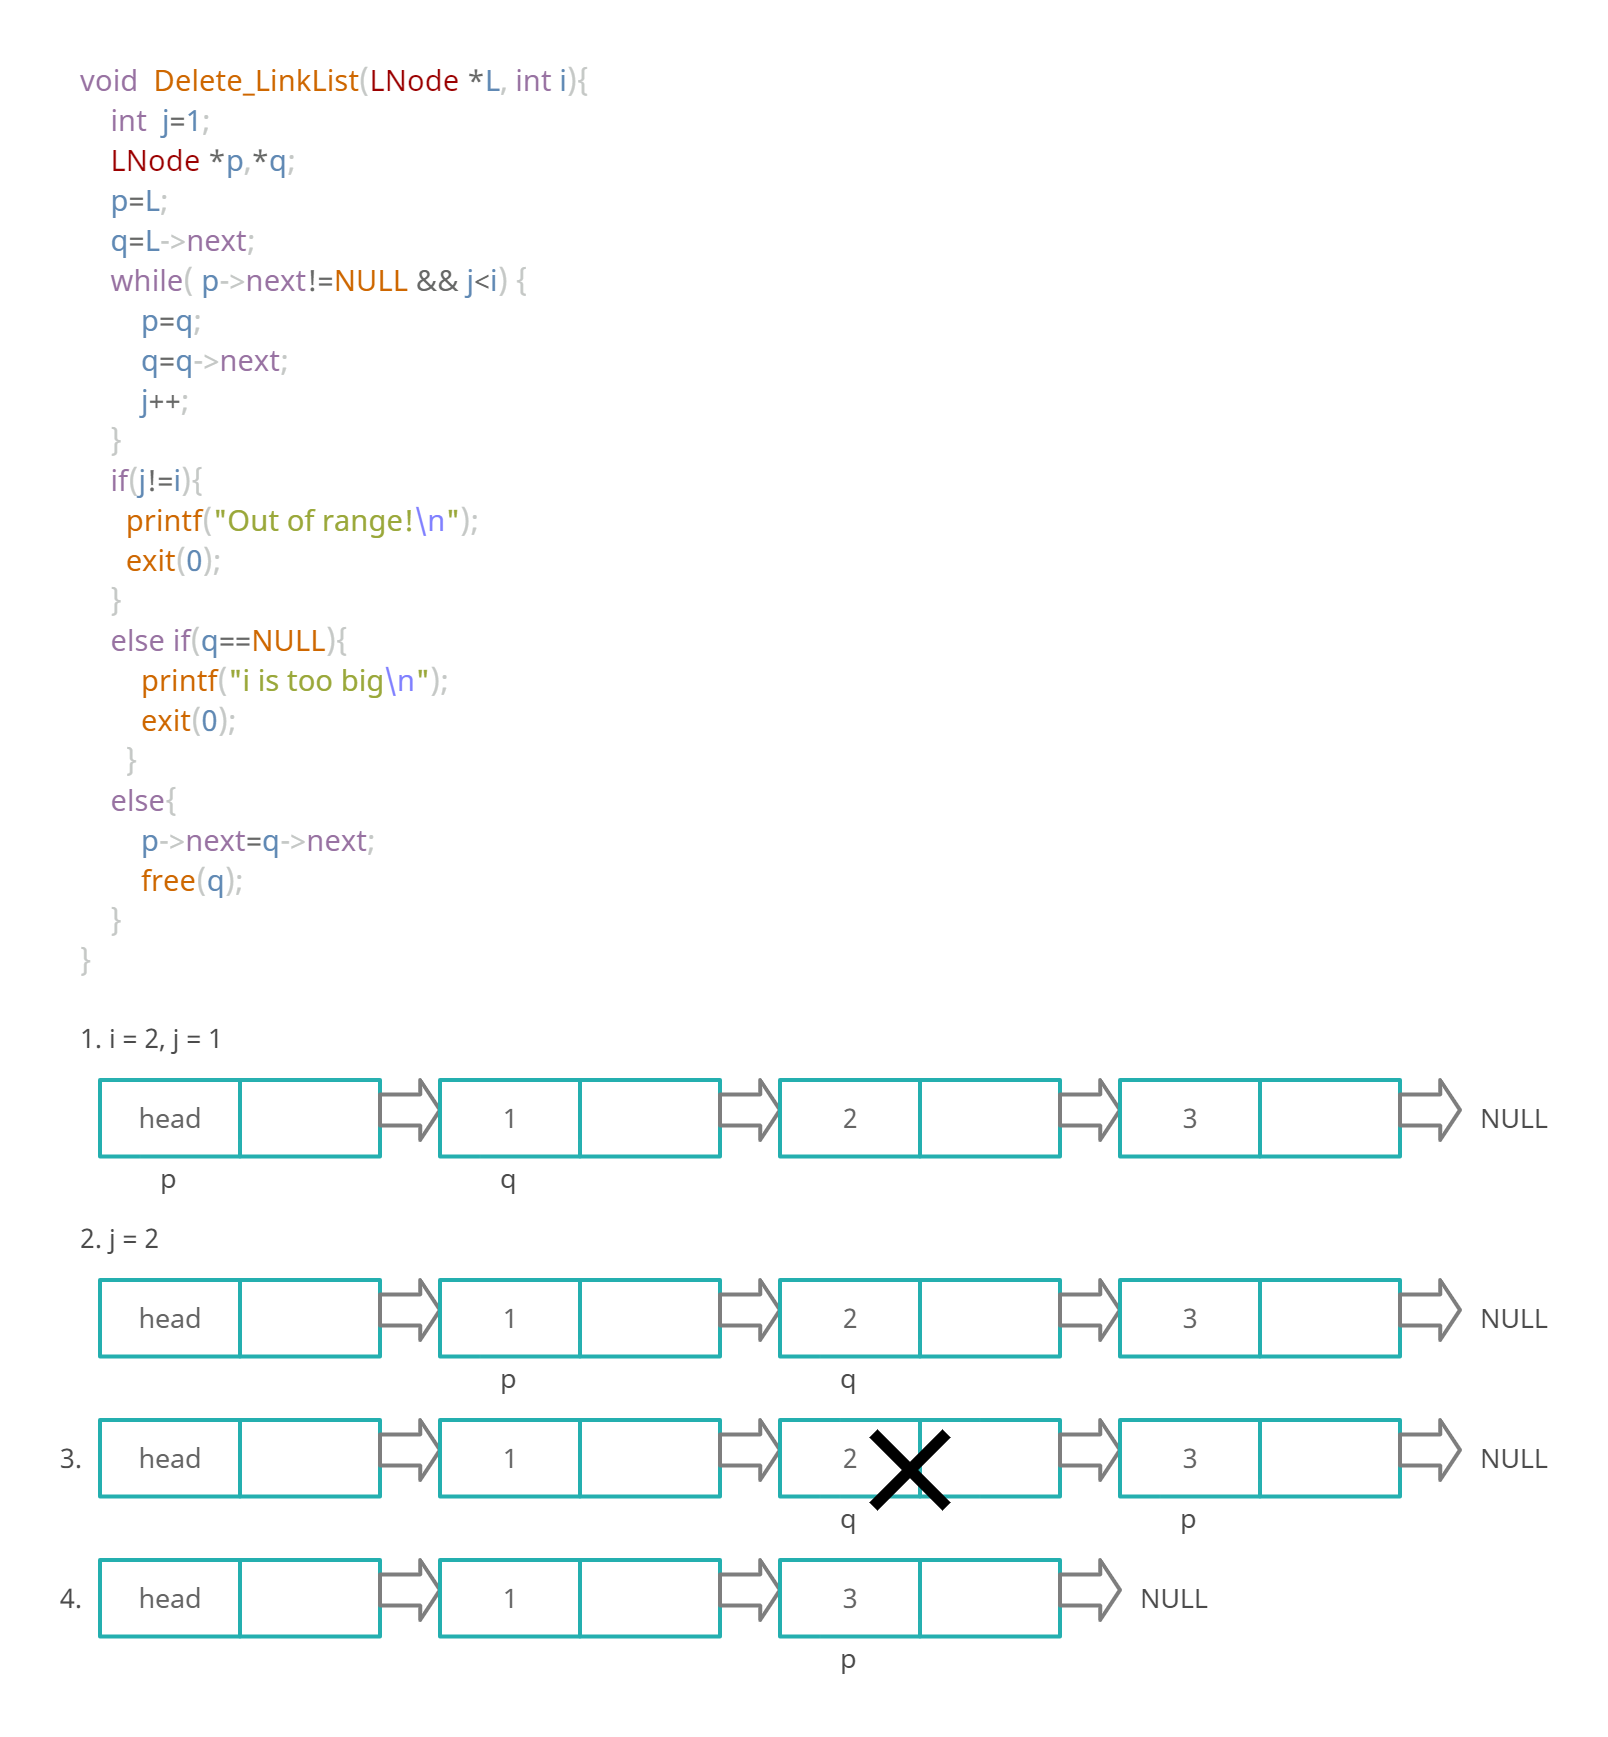 void  Delete_LinkList(LNode *L, int i){
    int  j=1;
    LNode *p,*q;
    p=L;
    q=L->next;
    while( p->next!=NULL && j<i) {
        p=q;
        q=q->next;
        j++;
    }
    if(j!=i){
      printf("Out of range!\n");
      exit(0);
    }
    else if(q==NULL){
        printf("i is too big\n");
        exit(0);
      }
    else{
        p->next=q->next;
        free(q);
    }
}
1. i = 2, j = 1
head 1 2 3 NULL
p q
2. j = 2
head 1 2 3 NULL
p q
3. head 1 2 3 NULL
q p
4. head 1 3 NULL
p